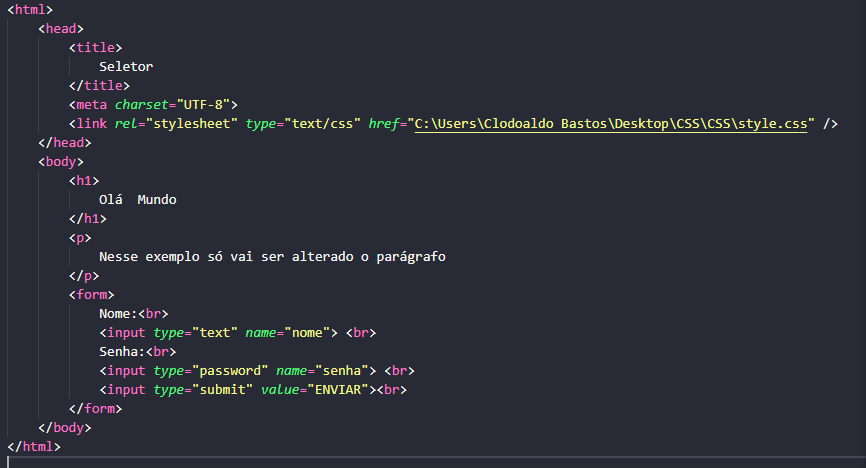 <html>
<head>
<title>
Seletor
</title>
<meta charset="UTF-8">
<link rel="stylesheet" type="text/css" href="C:\Users\Clodoaldo Bastos\Desktop\CSS\CSS\style.css" />
</head>
<body>
<h1>
Olá  Mundo
</h1>
<p>
Nesse exemplo só vai ser alterado o parágrafo
</p>
<form>
Nome:<br>
<input type="text" name="nome"> <br>
Senha:<br>
<input type="password" name="senha"> <br>
<input type="submit" value="ENVIAR"><br>
</form>
</body>
</html>